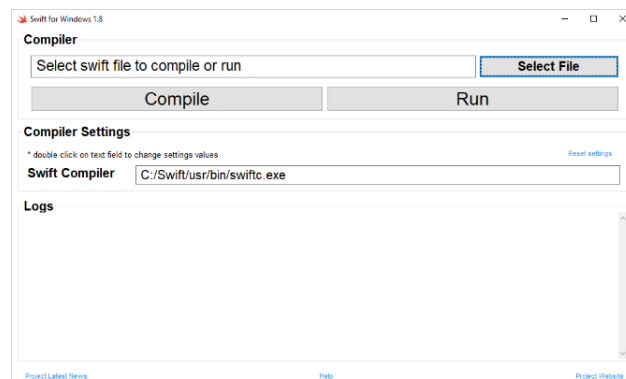 Swift for Windows 1.8
Compiler
Select swift file to compile or run
Select File
Compile
Run
Compiler Settings
* double click on text field to change settings values
Reset settings
Swift Compiler
C:/Swift/usr/bin/swiftc.exe
Logs
Project Latest News
Help
Project Website